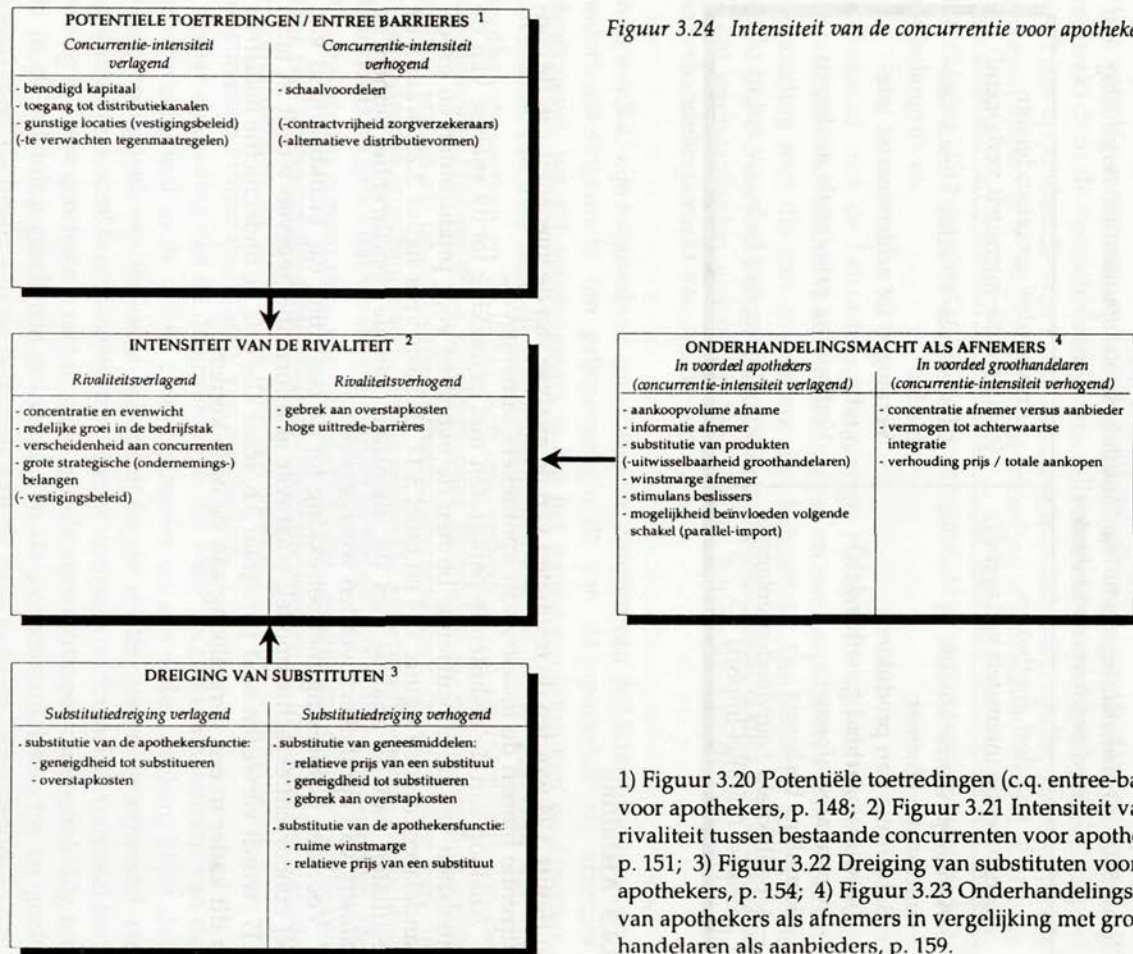 POTENTIELE TOETREDINGEN / ENTREE BARRIERES 1
Concurrentie-intensiteit
verlagend
- benodigd kapitaal
- toegang tot distributiekanalen
- gunstige locaties (vestigingsbeleid)
(-te verwachten tegenmaatregelen)
Concurrentie-intensiteit
verhogend
- schaalvoordelen
(-contractvrijheid zorgverzekeraars)
(-alternatieve distributievormen)
Figuur 3.24 Intensiteit van de concurrentie voor apotheke
INTENSITEIT VAN DE RIVALITEIT 2
Rivaliteitsverlagend
- concentratie en evenwicht
- redelijke groei in de bedrijfstak
- verscheidenheid aan concurrenten
- grote strategische (ondernemings-)
belangen
(- vestigingsbeleid)
Rivaliteitsverhogend
- gebrek aan overstapkosten
- hoge uittrede-barrières
ONDERHANDELINGSMACHT ALS AFNEMERS 4
In voordeel apothekers
(concurrentie-intensiteit verlagend)
- aankoopvolume afname
- informatie afnemer
- substitutie van produkten
(-uitwisselbaarheid groothandelaren)
- winstmarge afnemer
- stimulans beslissers
- mogelijkheid beïnvloeden volgende
schakel (parallel-import)
In voordeel groothandelaren
(concurrentie-intensiteit verhogend)
- concentratie afnemer versus aanbieder
- vermogen tot achterwaartse
integratie
- verhouding prijs / totale aankopen
DREIGING VAN SUBSTITUTEN 3
Substitutiedreiging verlagend
. substitutie van de apothekersfunctie:
- geneigdheid tot substitueren
- overstapkosten
Substitutiedreiging verhogend
. substitutie van geneesmiddelen:
- relatieve prijs van een substituut
- geneigdheid tot substitueren
- gebrek aan overstapkosten
. substitutie van de apothekersfunctie:
- ruime winstmarge
- relatieve prijs van een substituut
1) Figuur 3.20 Potentiële toetredingen (c.q. entree-ba
voor apothekers, p. 148; 2) Figuur 3.21 Intensiteit va
rivaliteit tussen bestaande concurrenten voor apothe
p. 151; 3) Figuur 3.22 Dreiging van substituten voor
apothekers, p. 154; 4) Figuur 3.23 Onderhandelings
van apothekers als afnemers in vergelijking met gro
handelaren als aanbieders, p. 159.